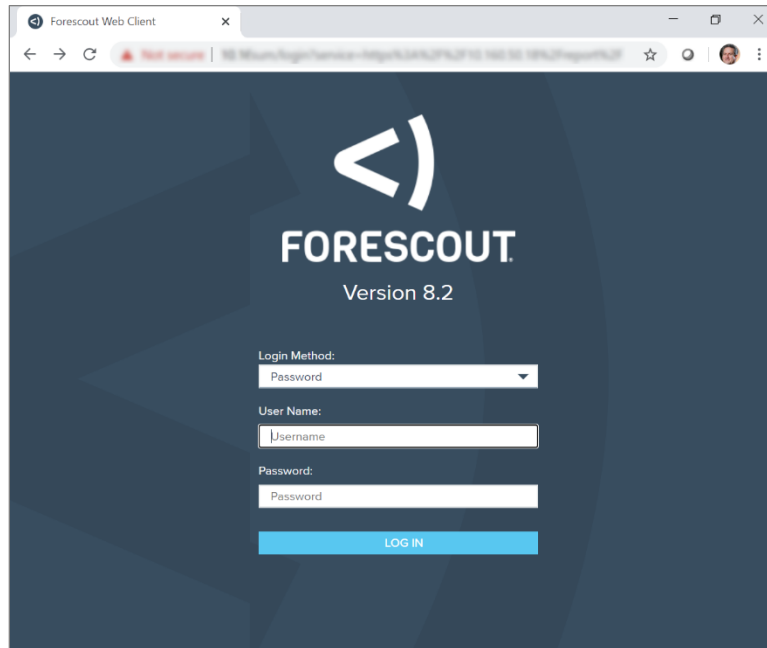 Forescout Web Client
Not secure
FORESCOUT
Version 8.2
Login Method:
Password
User Name:
Username
Password:
Password
LOG IN